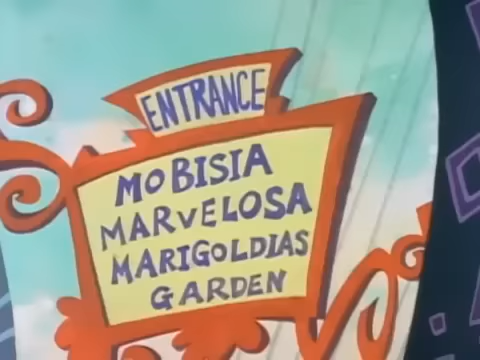 ENTRANCE
MOBISIA
MARVELOSA
MARIGOLDIAS
GARDEN